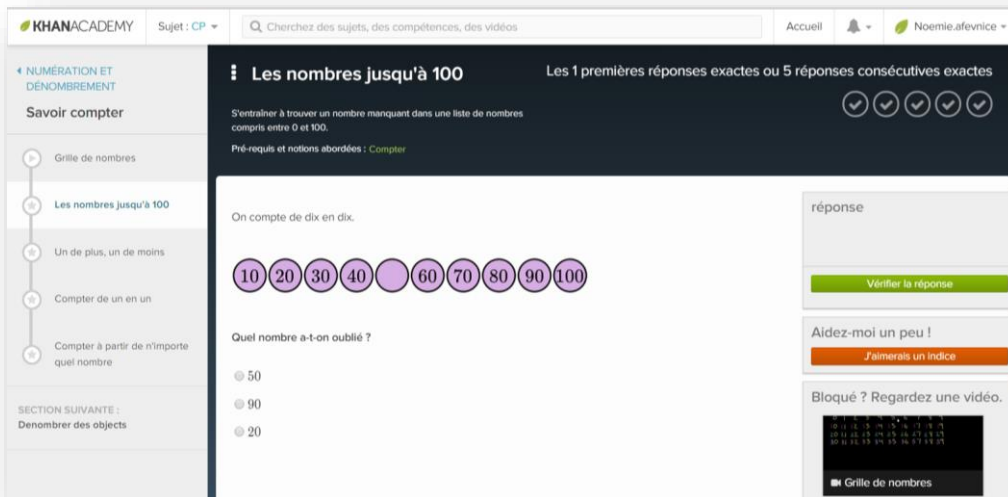 KHANACADEMY
Sujet : CP
Cherchez des sujets, des compétences, des vidéos
Accueil
Noemie.afevnice
NUMÉRATION ET
DÉNOMBREMENT
Savoir compter
Grille de nombres
Les nombres jusqu'à 100
Un de plus, un de moins
Compter de un en un
Compter à partir de n'importe
quel nombre
SECTION SUIVANTE :
Denombrer des objects
Les nombres jusqu'à 100
Les 1 premières réponses exactes ou 5 réponses consécutives exactes
S'entraîner à trouver un nombre manquant dans une liste de nombres
compris entre 0 et 100.
Pré-requis et notions abordées : Compter
On compte de dix en dix.
10 20 30 40 60 70 80 90 100
Quel nombre a-t-on oublié ?
50
90
20
réponse
Vérifier la réponse
Aidez-moi un peu !
J'aimerais un indice
Bloqué ? Regardez une vidéo.
Grille de nombres